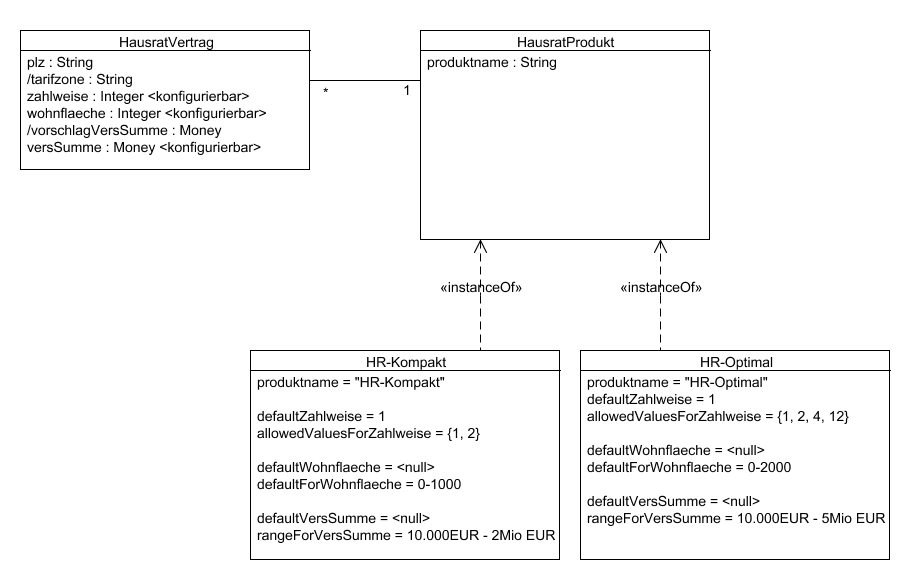 HausratVertrag
plz : String
/tarifzone : String
zahlweise : Integer <konfigurierbar>
wohnflaeche : Integer <konfigurierbar>
/vorschlagVersSumme : Money
versSumme : Money <konfigurierbar>
*
1
HausratProdukt
produktname : String
«instanceOf»
«instanceOf»
HR-Kompakt
produktname = "HR-Kompakt"
defaultZahlweise = 1
allowedValuesForZahlweise = {1, 2}
defaultWohnflaeche = <null>
defaultForWohnflaeche = 0-1000
defaultVersSumme = <null>
rangeForVersSumme = 10.000EUR - 2Mio EUR
HR-Optimal
produktname = "HR-Optimal"
defaultZahlweise = 1
allowedValuesForZahlweise = {1, 2, 4, 12}
defaultWohnflaeche = <null>
defaultForWohnflaeche = 0-2000
defaultVersSumme = <null>
rangeForVersSumme = 10.000EUR - 5Mio EUR